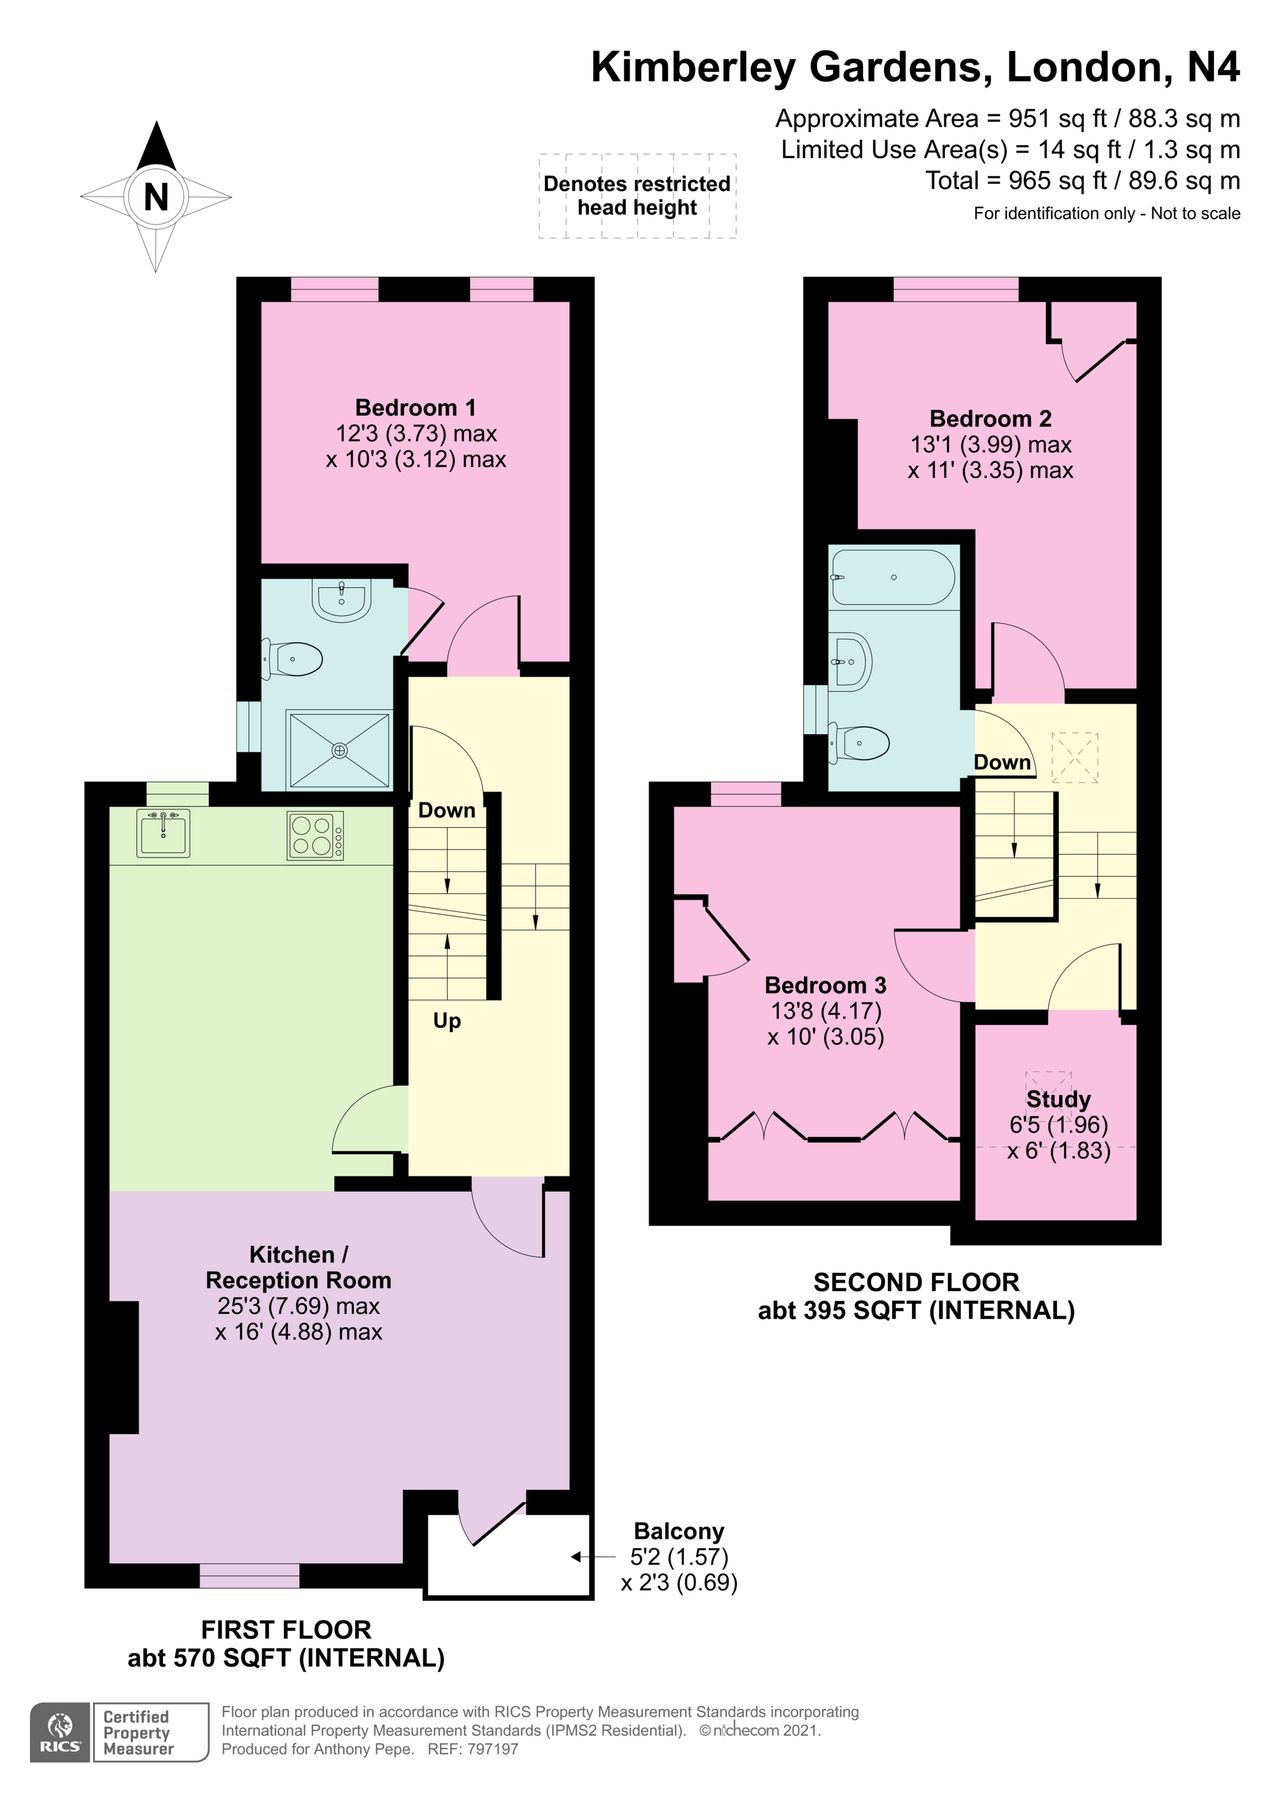 Kimberley Gardens, London, N4
Approximate Area = 951 sq ft / 88.3 sq m
Limited Use Area(s) = 14 sq ft / 1.3 sq m
Total = 965 sq ft / 89.6 sq m
For identification only - Not to scale
N
Denotes restricted
head height
Bedroom 1
12'3 (3.73) max
x 10'3 (3.12) max
Down
Up
Kitchen /
Reception Room
25'3 (7.69) max
x 16' (4.88) max
Balcony
5'2 (1.57)
x 2'3 (0.69)
FIRST FLOOR
abt 570 SQFT (INTERNAL)
Bedroom 2
13'1 (3.99) max
x 11' (3.35) max
Down
Bedroom 3
13'8 (4.17)
x 10' (3.05)
Study
6'5 (1.96)
x 6' (1.83)
SECOND FLOOR
abt 395 SQFT (INTERNAL)
RICS
Certified
Property
Measurer
Floor plan produced in accordance with RICS Property Measurement Standards incorporating
International Property Measurement Standards (IPMS2 Residential). © nichecom 2021.
Produced for Anthony Pepe. REF: 797197